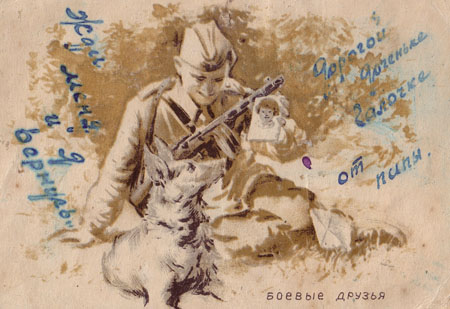 Жди
меня,
и я
вернусь
Дорогой
доченьке
Галочке
от
папы.
БОЕВЫЕ ДРУЗЬЯ